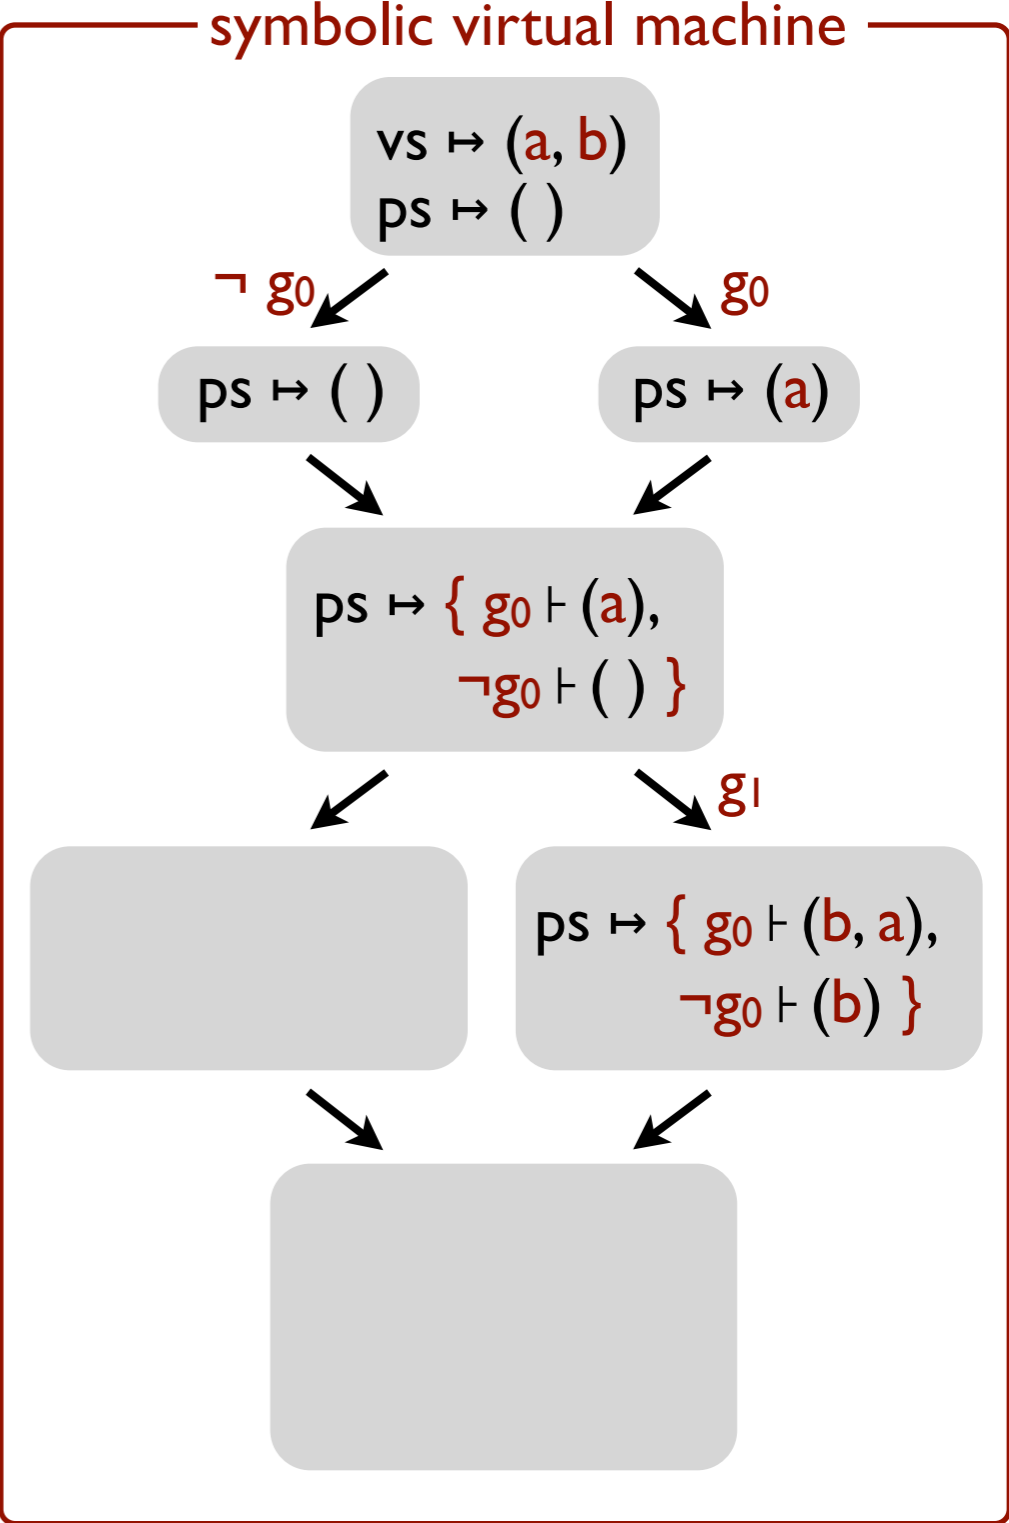 symbolic virtual machine
vs ↦ (a, b)
ps ↦ ( )
¬ g₀
g₀
ps ↦ ( )
ps ↦ (a)
ps ↦ { g₀ ⊦ (a),
¬g₀ ⊦ ( ) }
g₁
ps ↦ { g₀ ⊦ (b, a),
¬g₀ ⊦ (b) }